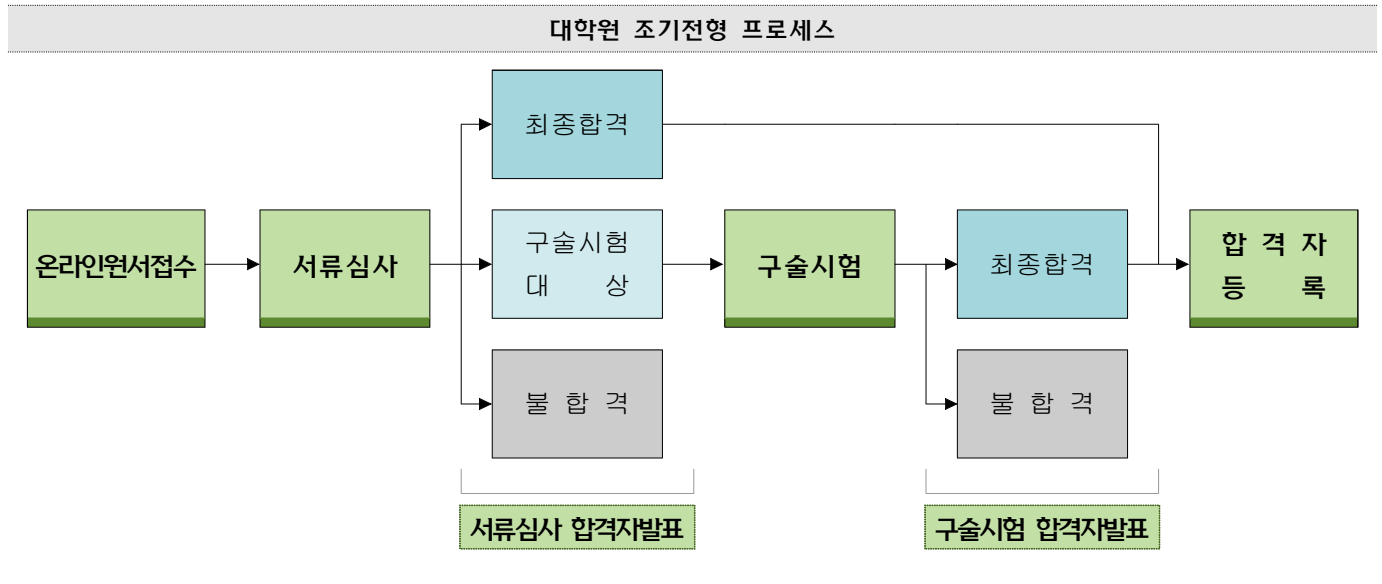 대학원 조기전형 프로세스
최종합격
온라인원서접수
서류심사
구술시험
대 상
구술시험
최종합격
합 격 자
등 록
불 합 격
불 합 격
서류심사 합격자발표
구술시험 합격자발표